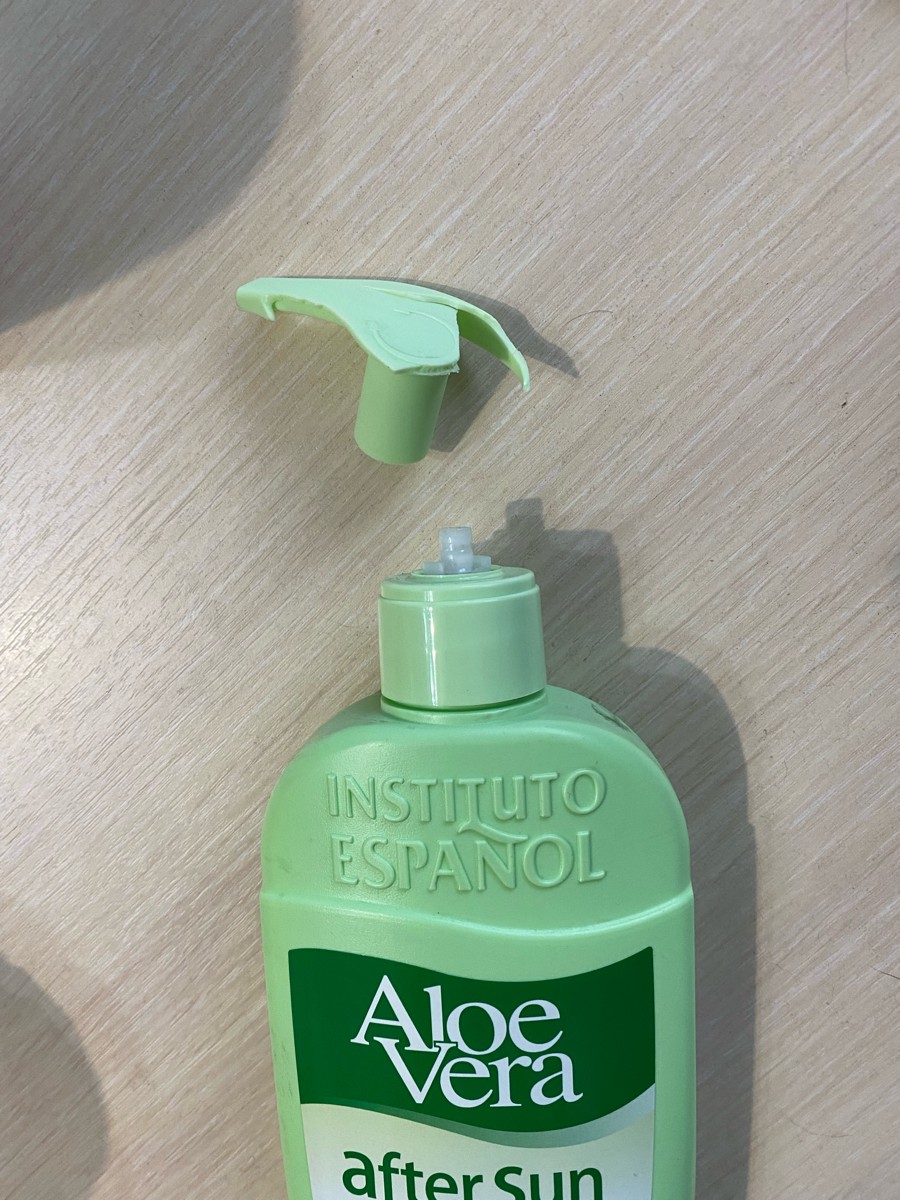 INSTITUTO
ESPAÑOL
Aloe
Vera
after Sun